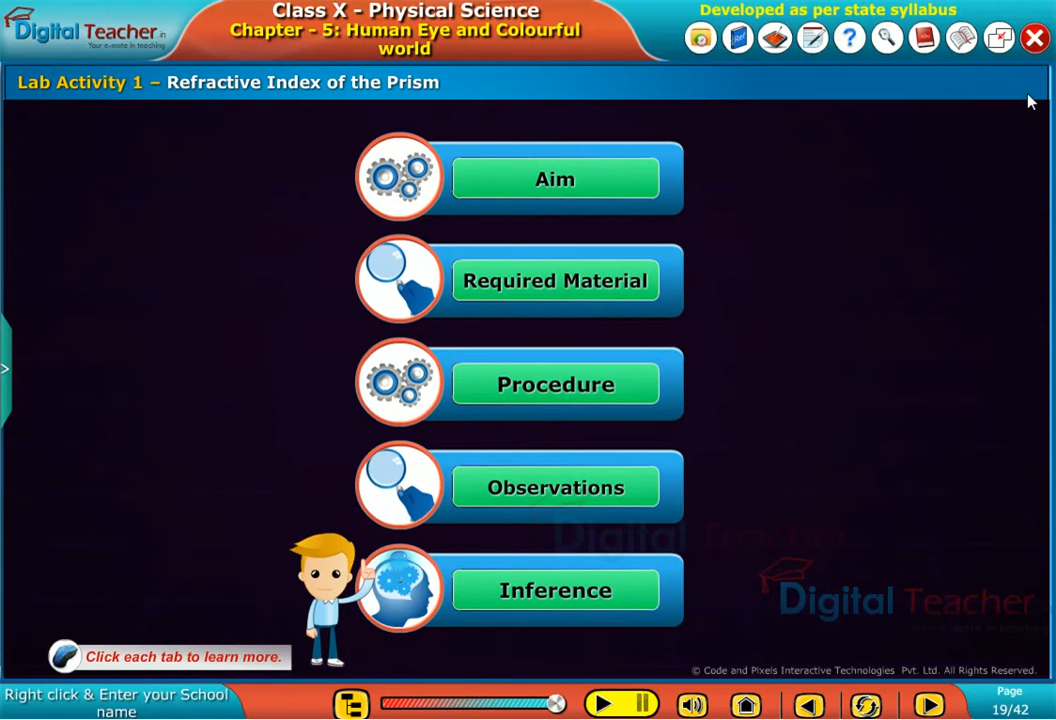 Digital Teacher.in
Your e-mate in teaching
Class X - Physical Science
Chapter - 5: Human Eye and Colourful
world
Developed as per state syllabus
Ref
?
Lab Activity 1 – Refractive Index of the Prism
Aim
Required Material
Procedure
Observations
Inference
Digital Teacher
Digital Teacher
Click each tab to learn more.
© Code and Pixels Interactive Technologies Pvt. Ltd. All Rights Reserved.
Right click & Enter your School
name
Page
19/42